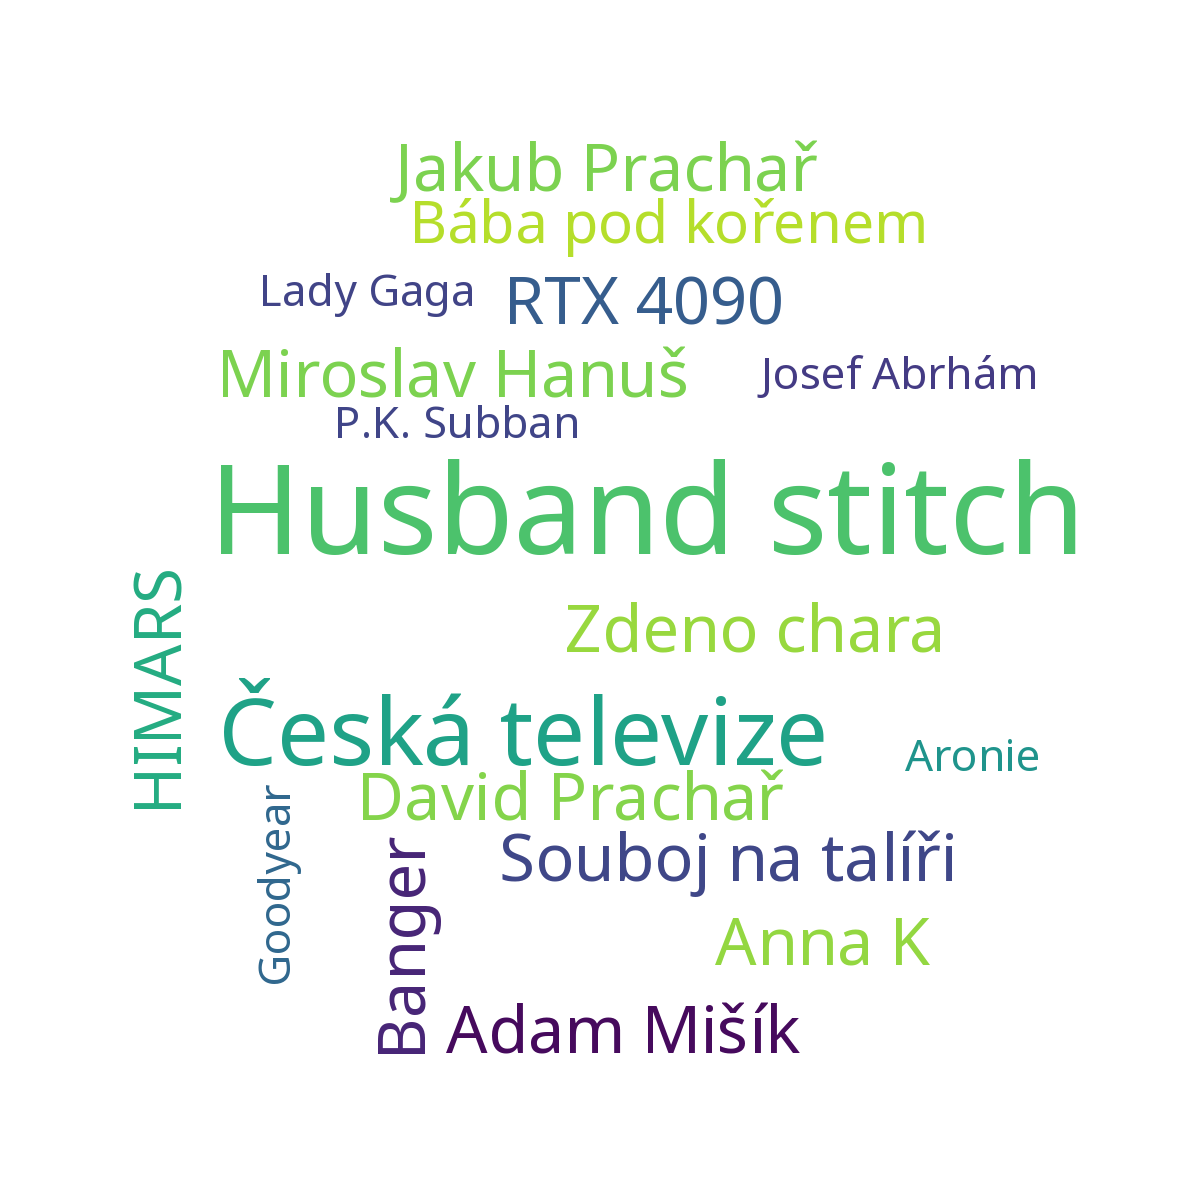 Jakub Prachař
Bába pod kořenem
Lady Gaga
RTX 4090
Miroslav Hanuš
Josef Abrhám
P.K. Subban
Husband stitch
HIMARS
Zdeno chara
Česká televize
Aronie
David Prachař
Goodyear
Souboj na talíři
Banger
Anna K
Adam Mišík